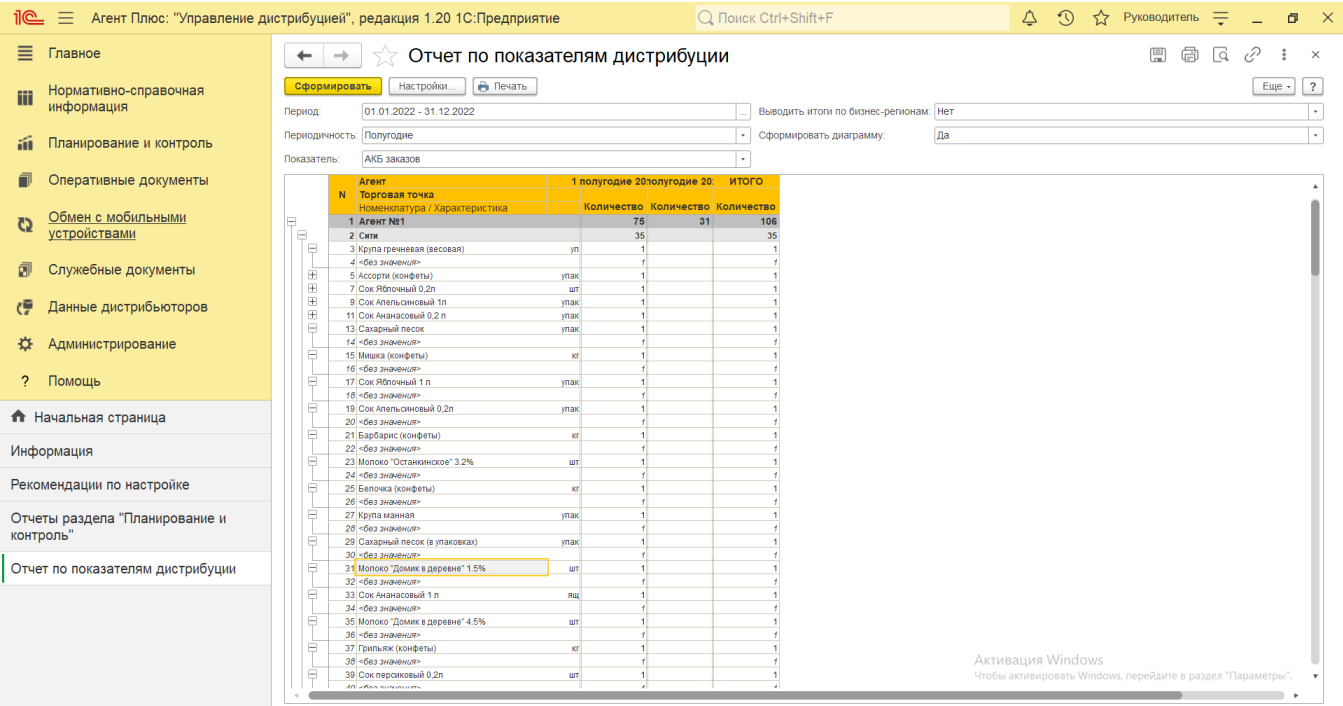 1С Агент Плюс: "Управление дистрибуцией", редакция 1.20 1С:Предприятие Поиск Ctrl+Shift+F Руководитель
Главное
Нормативно-справочная
информация
Планирование и контроль
Оперативные документы
Обмен с мобильными
устройствами
Служебные документы
Данные дистрибьюторов
Администрирование
? Помощь
Начальная страница
Информация
Рекомендации по настройке
Отчеты раздела "Планирование и
контроль"
Отчет по показателям дистрибуции
Отчет по показателям дистрибуции
Сформировать Настройки... Печать Еще ?
Период: 01.01.2022 - 31.12.2022 ... Выводить итоги по бизнес-регионам: Нет
Периодичность: Полугодие Сформировать диаграмму: Да
Показатель: АКБ заказов
N Агент 1 полугодие 20 полугодие 20 ИТОГО
Торговая точка
Номенклатура / Характеристика Количество Количество Количество
1 Агент №1 75 31 106
2 Сити 35 35
3 Крупа гречневая (весовая) уп 1 1
4 <без значения> 1 1
5 Ассорти (конфеты) упак 1 1
7 Сок Яблочный 0,2л шт 1 1
9 Сок Апельсиновый 1л упак 1 1
11 Сок Ананасовый 0,2 л упак 1 1
13 Сахарный песок упак 1 1
14 <без значения> 1 1
15 Мишка (конфеты) кг 1 1
16 <без значения> 1 1
17 Сок Яблочный 1 л упак 1 1
18 <без значения> 1 1
19 Сок Апельсиновый 0,2л упак 1 1
20 <без значения> 1 1
21 Барбарис (конфеты) кг 1 1
22 <без значения> 1 1
23 Молоко "Останкинское" 3.2% шт 1 1
24 <без значения> 1 1
25 Белочка (конфеты) кг 1 1
26 <без значения> 1 1
27 Крупа манная упак 1 1
28 <без значения> 1 1
29 Сахарный песок (в упаковках) упак 1 1
30 <без значения> 1 1
31 Молоко "Домик в деревне" 1.5% шт 1 1
32 <без значения> 1 1
33 Сок Ананасовый 1 л ящ 1 1
34 <без значения> 1 1
35 Молоко "Домик в деревне" 4.5% шт 1 1
36 <без значения> 1 1
37 Грильяж (конфеты) кг 1 1
38 <без значения> 1 1
39 Сок персиковый 0,2л шт 1 1
40 <без значения> 1 1
Активация Windows
Чтобы активировать Windows, перейдите в раздел "Параметры".